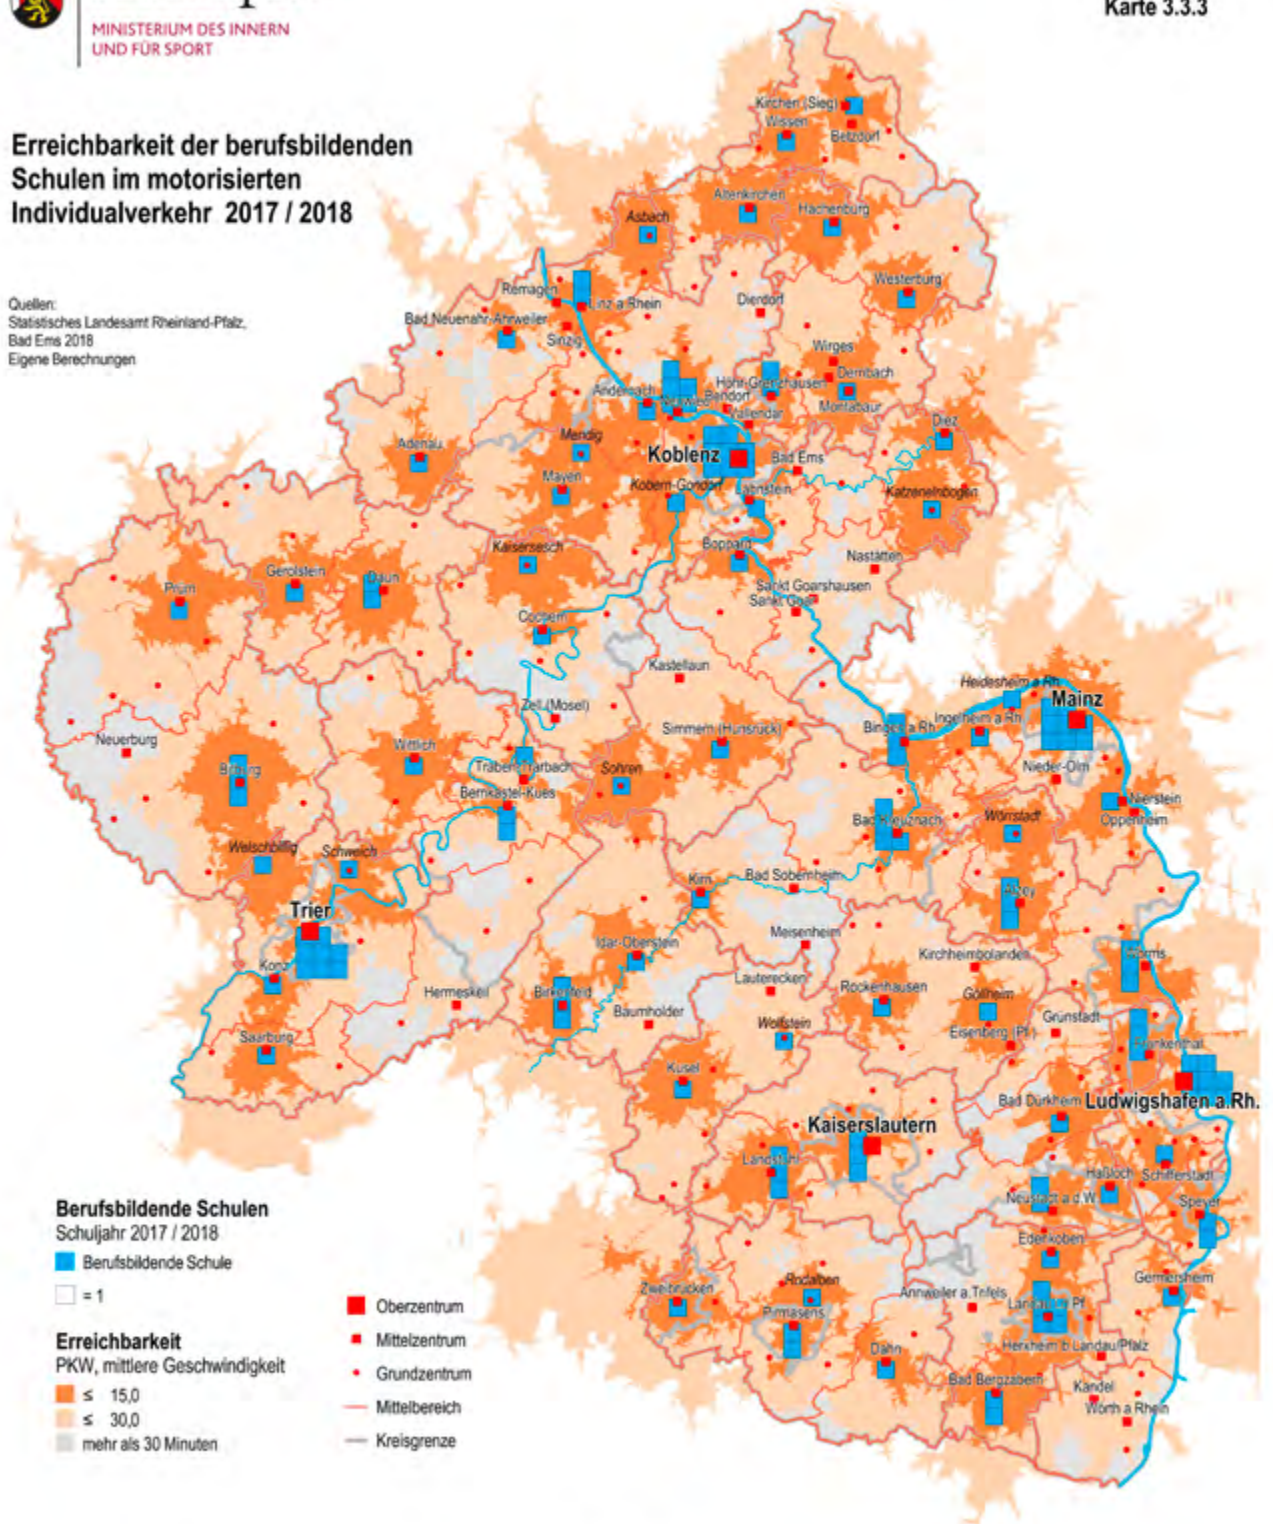 Karte 3.3.3
MINISTERIUM DES INNERN
UND FÜR SPORT
Erreichbarkeit der berufsbildenden
Schulen im motorisierten
Individualverkehr 2017 / 2018
Quellen:
Statistisches Landesamt Rheinland-Pfalz,
Bad Ems 2018
Eigene Berechnungen
Kirchen (Sieg)
Wissen
Betzdorf
Altenkirchen
Hachenburg
Asbach
Westerburg
Remagen
Linz a Rhein
Dierdorf
Bad Neuenahr-Ahrweiler
Sinzig
Wirges
Dernbach
Höhr-Grenzhausen
Andernach
Neuwied
Bendorf
Montabaur
Vallendar
Diez
Mendig
Adenau
Koblenz
Bad Ems
Mayen
Kobern-Gondorf
Lahnstein
Katzenelnbogen
Kaisersesch
Boppard
Nastätten
Gerolstein
Daun
Prüm
Sankt Goarshausen
Sankt Goar
Cochem
Kastellaun
Heidesheim a Rh.
Mainz
Zell (Mosel)
Simmern (Hunsrück)
Bingen a Rh.
Ingelheim a Rh.
Neuerburg
Wittlich
Nieder-Olm
Bitburg
Traben-Trarbach
Sohren
Bernkastel-Kues
Nierstein
Oppenheim
Bad Kreuznach
Wörrstadt
Welschbillig
Schweich
Kirn
Bad Sobernheim
Alzey
Trier
Meisenheim
Idar-Oberstein
Kirchheimbolanden
Worms
Konz
Lauterecken
Rockenhausen
Göllheim
Hermeskeil
Birkenfeld
Baumholder
Grünstadt
Wolfstein
Eisenberg (Pf.)
Saarburg
Frankenthal
Kusel
Bad Dürkheim
Ludwigshafen a.Rh.
Kaiserslautern
Landstuhl
Haßloch
Schifferstadt
Neustadt a.d.W.
Speyer
Edenkoben
Germersheim
Zweibrücken
Rodalben
Annweiler a.Trifels
Landau i. Pf.
Pirmasens
Herxheim b Landau/Pfalz
Dahn
Bad Bergzabern
Kandel
Wörth a Rhein
Berufsbildende Schulen
Schuljahr 2017 / 2018
Berufsbildende Schule
= 1
Erreichbarkeit
PKW, mittlere Geschwindigkeit
≤ 15,0
≤ 30,0
mehr als 30 Minuten
Oberzentrum
Mittelzentrum
Grundzentrum
Mittelbereich
Kreisgrenze